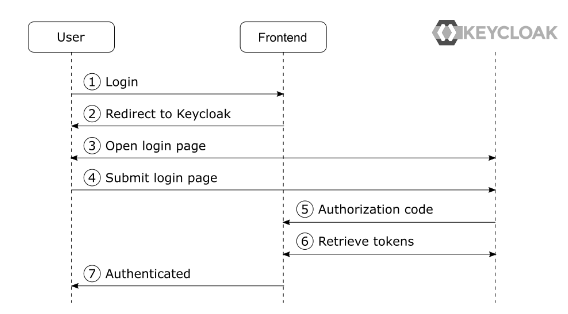 User
Frontend
KEYCLOAK
1 Login
2 Redirect to Keycloak
3 Open login page
4 Submit login page
5 Authorization code
6 Retrieve tokens
7 Authenticated